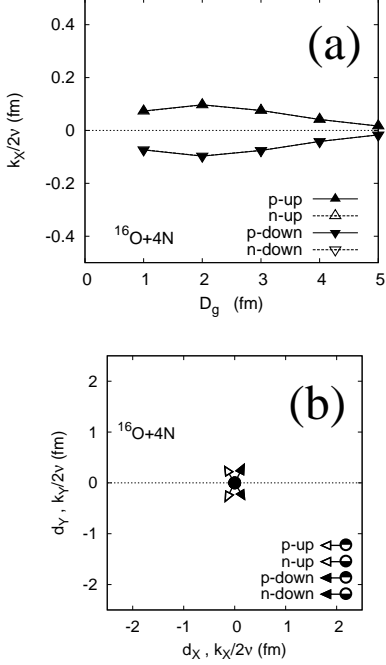 (a)
0.4
0.2
0
-0.2
-0.4
k_X/2ν (fm)
p-up
n-up
p-down
n-down
¹⁶O+4N
0 1 2 3 4 5
D_g (fm)
(b)
2
1
0
-1
-2
d_Y , k_Y/2ν (fm)
¹⁶O+4N
p-up
n-up
p-down
n-down
-2 -1 0 1 2
d_X , k_X/2ν (fm)